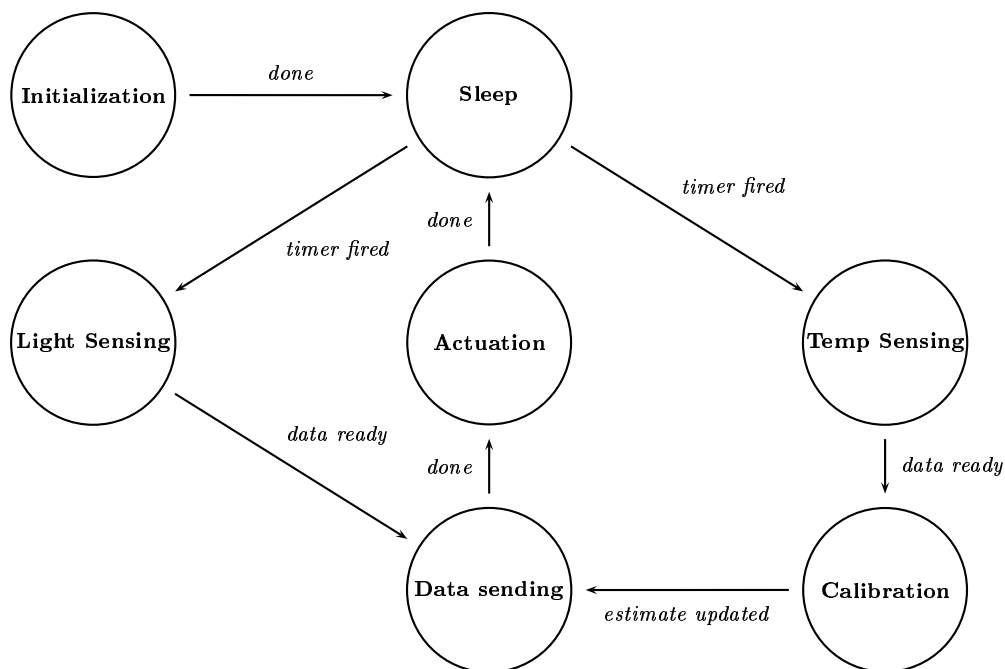 done
Initialization
Sleep
timer fired
done
timer fired
Light Sensing
Actuation
Temp Sensing
data ready
done
data ready
Data sending
Calibration
estimate updated